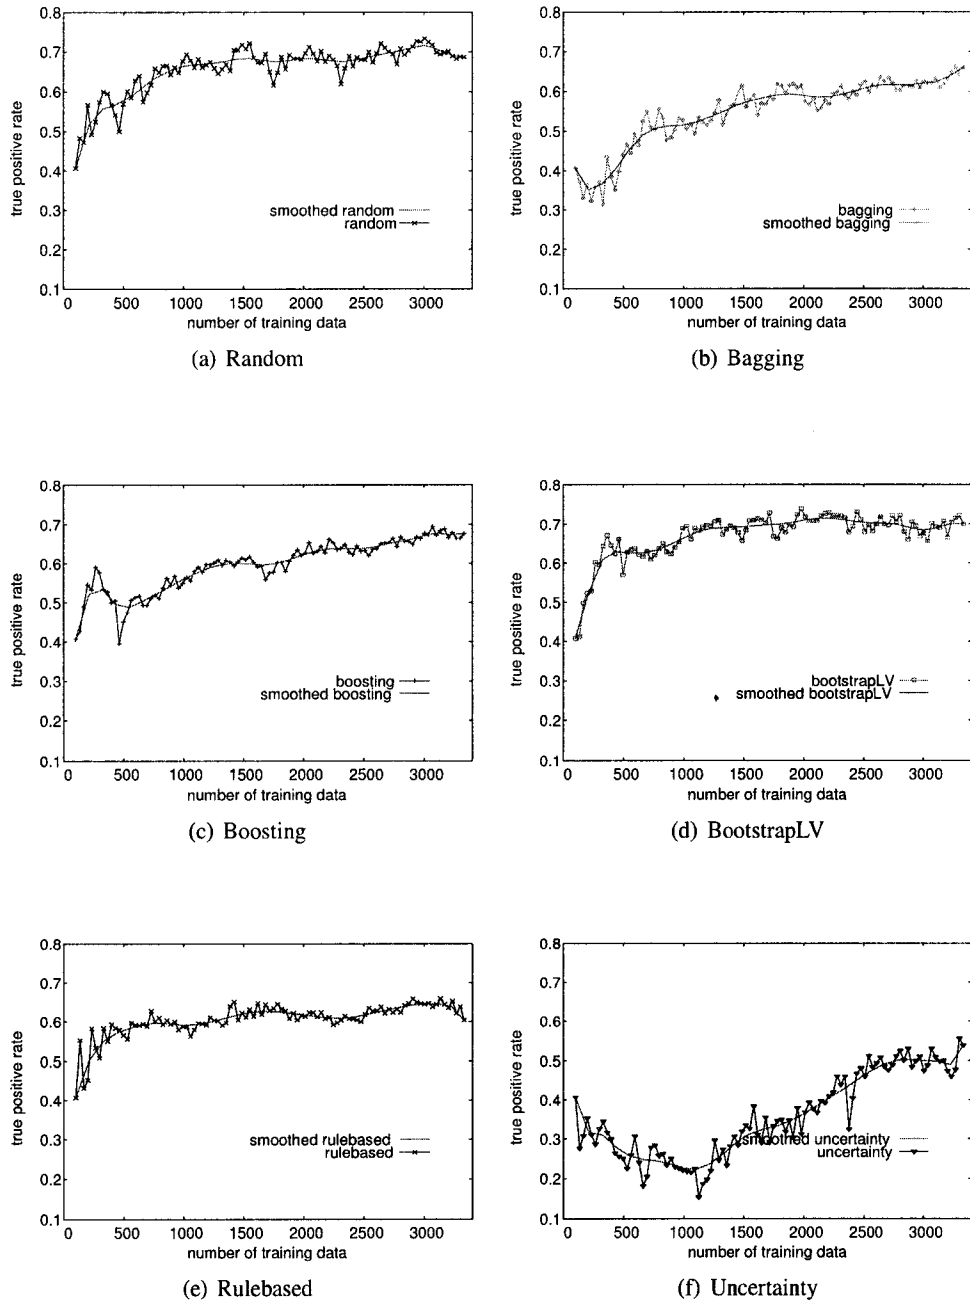 0.8
0.7
0.6
0.5
0.4
0.3
0.2
0.1
true positive rate
smoothed random
random
0 500 1000 1500 2000 2500 3000
number of training data
(a) Random
0.8
0.7
0.6
0.5
0.4
0.3
0.2
0.1
true positive rate
bagging
smoothed bagging
0 500 1000 1500 2000 2500 3000
number of training data
(b) Bagging
0.8
0.7
0.6
0.5
0.4
0.3
0.2
0.1
true positive rate
boosting
smoothed boosting
0 500 1000 1500 2000 2500 3000
number of training data
(c) Boosting
0.8
0.7
0.6
0.5
0.4
0.3
0.2
0.1
true positive rate
bootstrapLV
smoothed bootstrapLV
0 500 1000 1500 2000 2500 3000
number of training data
(d) BootstrapLV
0.8
0.7
0.6
0.5
0.4
0.3
0.2
0.1
true positive rate
smoothed rulebased
rulebased
0 500 1000 1500 2000 2500 3000
number of training data
(e) Rulebased
0.8
0.7
0.6
0.5
0.4
0.3
0.2
0.1
true positive rate
smoothed uncertainty
uncertainty
0 500 1000 1500 2000 2500 3000
number of training data
(f) Uncertainty